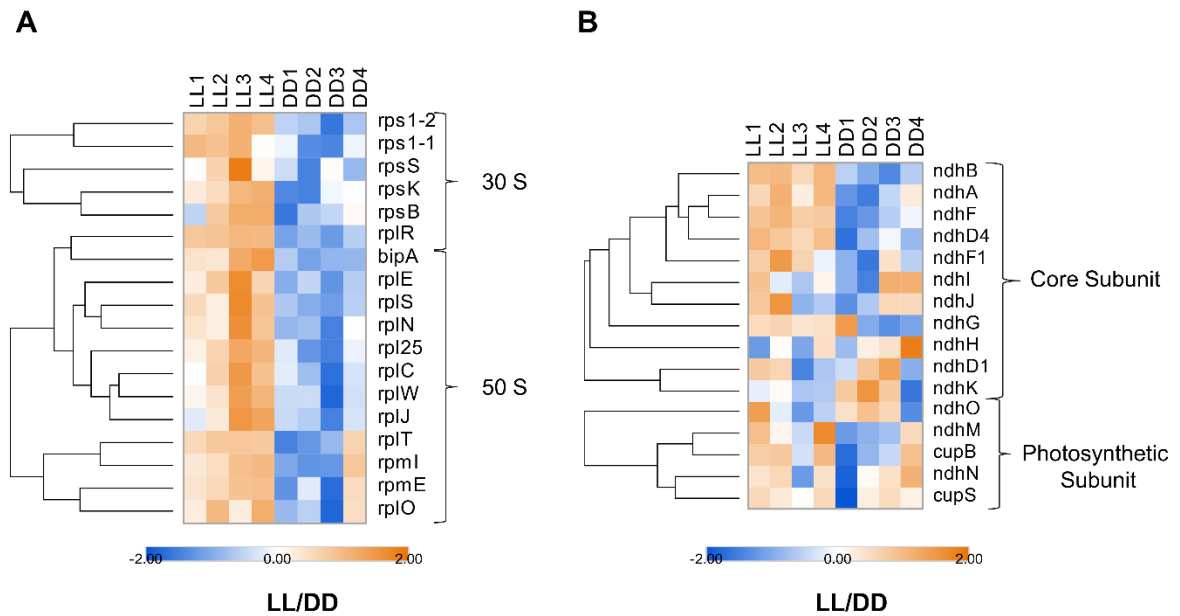 A
LL1 LL2 LL3 LL4 DD1 DD2 DD3 DD4
rps1-2
rps1-1
rpsS
rpsK
rpsB
rplR
bipA
rplE
rplS
rplN
rpl25
rplC
rplW
rplJ
rplT
rpmI
rpmE
rplO
30 S
50 S
-2.00 0.00 2.00
LL/DD
B
LL1 LL2 LL3 LL4 DD1 DD2 DD3 DD4
ndhB
ndhA
ndhF
ndhD4
ndhF1
ndhI
ndhJ
ndhG
ndhH
ndhD1
ndhK
ndhO
ndhM
cupB
ndhN
cupS
Core Subunit
Photosynthetic
Subunit
-2.00 0.00 2.00
LL/DD